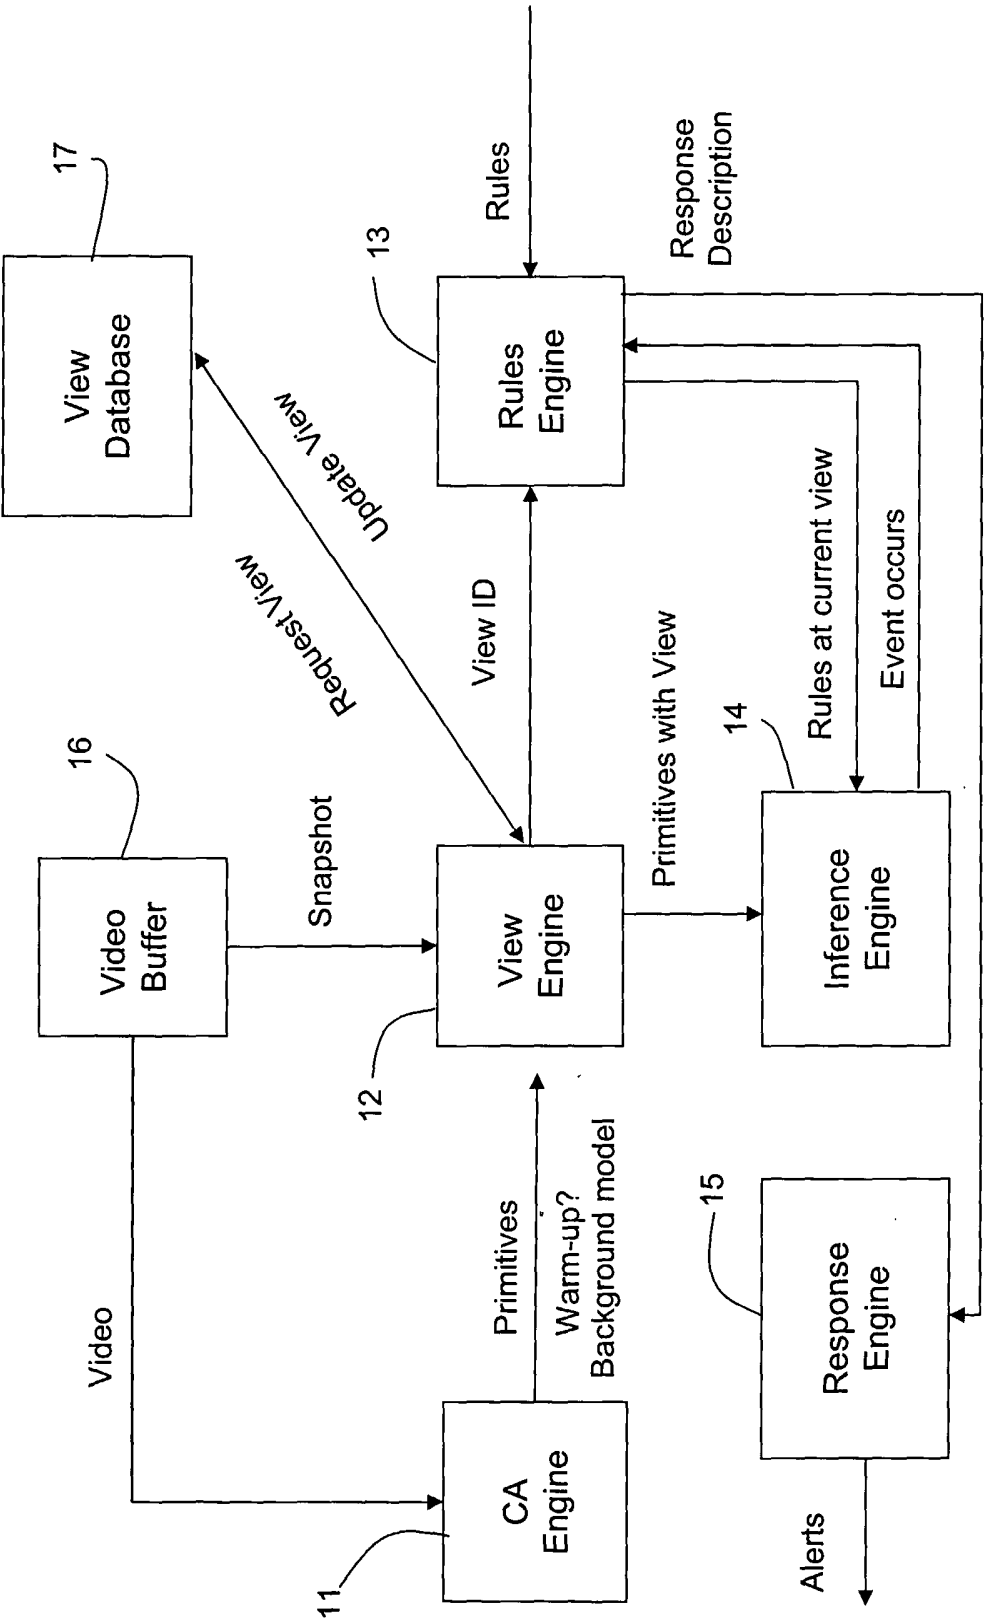 17
View
Database
16
Video
Buffer
Video
Snapshot
Request View
Update View
13
Rules
Rules
Engine
View ID
12
View
Engine
Primitives
Warm-up?
Background model
11
CA
Engine
Primitives with View
Response
Description
Rules at current view
Event occurs
14
Inference
Engine
15
Response
Engine
Alerts